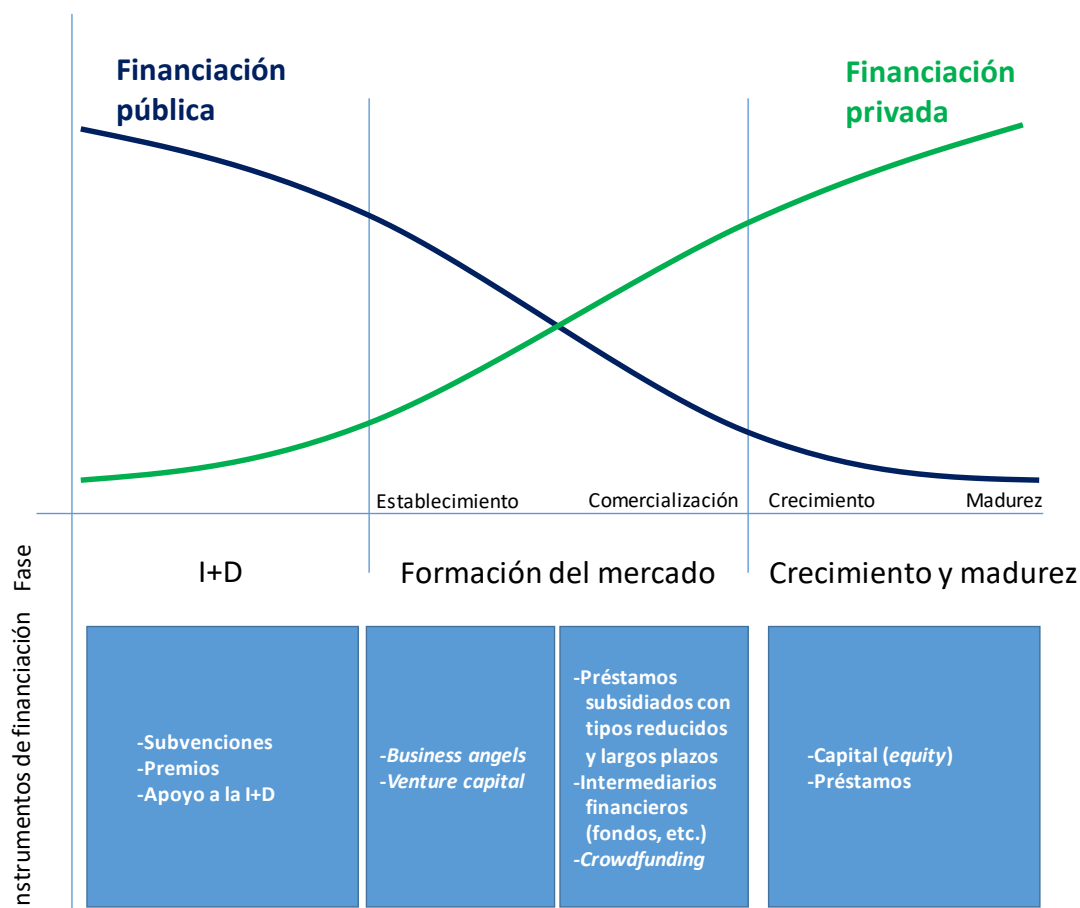 Financiación
pública
Financiación
privada
Establecimiento
Comercialización
Crecimiento
Madurez
Fase
I+D
Formación del mercado
Crecimiento y madurez
nstrumentos de financiación
-Subvenciones
-Premios
-Apoyo a la I+D
-Business angels
-Venture capital
-Préstamos
subsidiados con
tipos reducidos
y largos plazos
-Intermediarios
financieros
(fondos, etc.)
-Crowdfunding
-Capital (equity)
-Préstamos